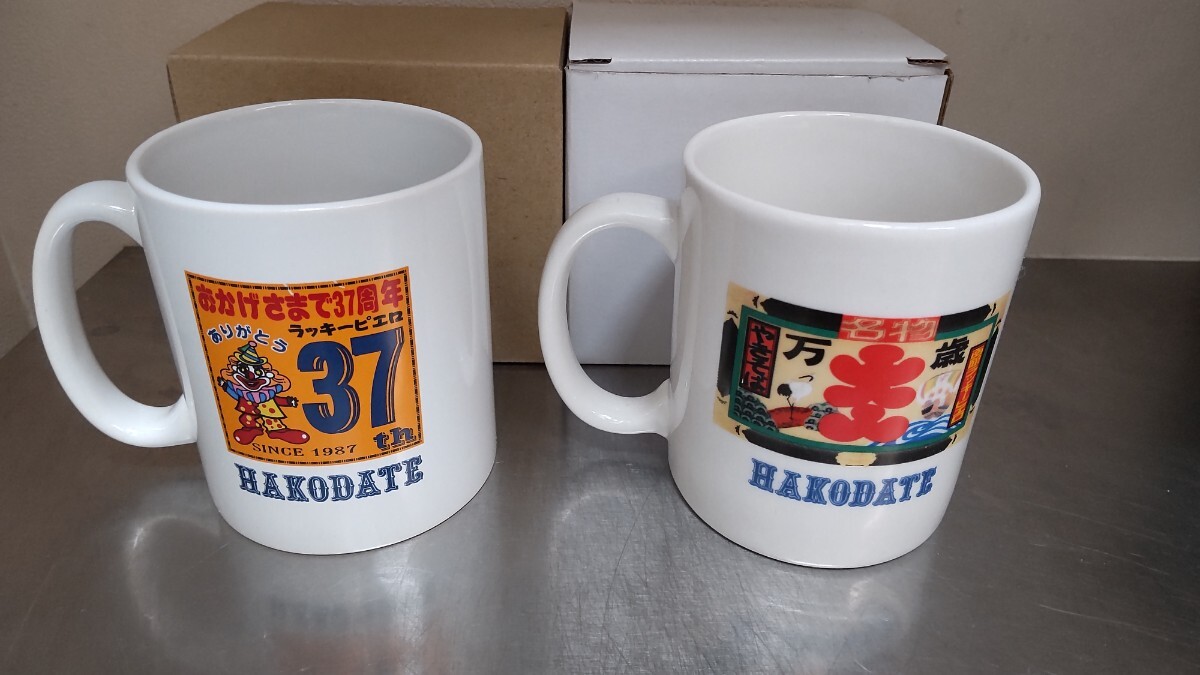 おかげさまで37周年
ラッキーピエロ
ありがとう
37
th
SINCE 1987
HAKODATE
名物
やきそば
万歳
HAKODATE